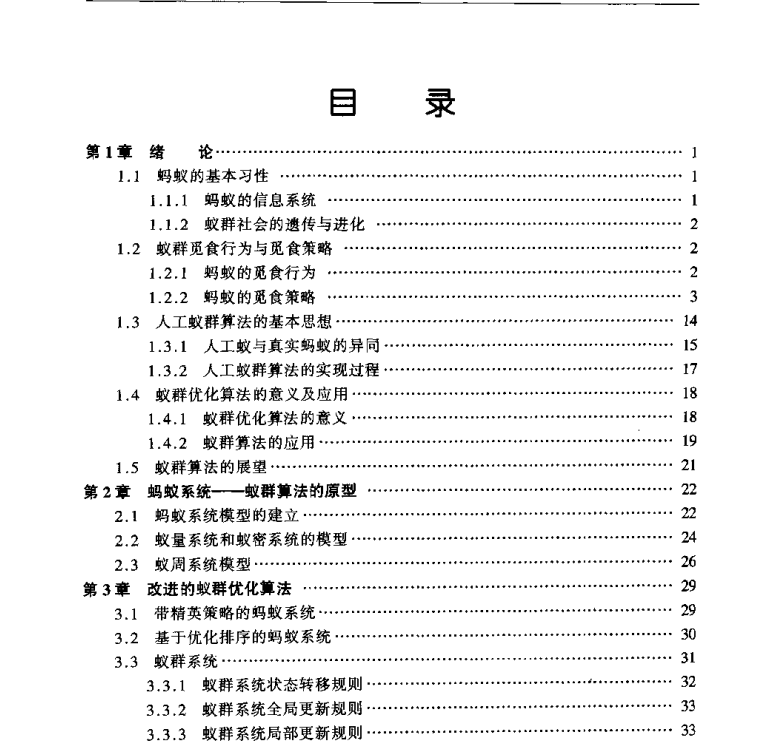 目 录
第1章 绪 论 …… 1
1.1 蚂蚁的基本习性 …… 1
1.1.1 蚂蚁的信息系统 …… 1
1.1.2 蚁群社会的遗传与进化 …… 2
1.2 蚁群觅食行为与觅食策略 …… 2
1.2.1 蚂蚁的觅食行为 …… 2
1.2.2 蚂蚁的觅食策略 …… 3
1.3 人工蚁群算法的基本思想 …… 14
1.3.1 人工蚁与真实蚂蚁的异同 …… 15
1.3.2 人工蚁群算法的实现过程 …… 17
1.4 蚁群优化算法的意义及应用 …… 18
1.4.1 蚁群优化算法的意义 …… 18
1.4.2 蚁群算法的应用 …… 19
1.5 蚁群算法的展望 …… 21
第2章 蚂蚁系统——蚁群算法的原型 …… 22
2.1 蚂蚁系统模型的建立 …… 22
2.2 蚁量系统和蚁密系统的模型 …… 24
2.3 蚁周系统模型 …… 26
第3章 改进的蚁群优化算法 …… 29
3.1 带精英策略的蚂蚁系统 …… 29
3.2 基于优化排序的蚂蚁系统 …… 30
3.3 蚁群系统 …… 31
3.3.1 蚁群系统状态转移规则 …… 32
3.3.2 蚁群系统全局更新规则 …… 33
3.3.3 蚁群系统局部更新规则 …… 33